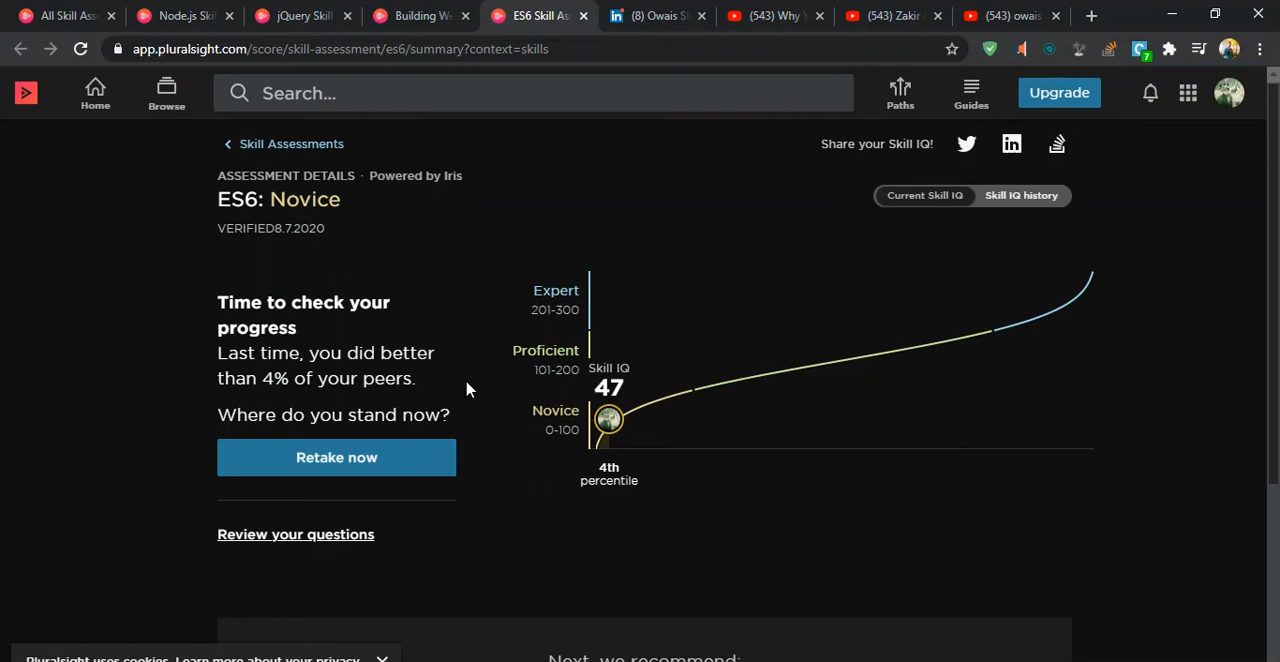 All Skill Ass
Node.js Ski
jQuery Skill
Building We
ES6 Skill Ass
(8) Owais S
(543) Why
(543) Zakir
(543) owais
app.pluralsight.com/score/skill-assessment/es6/summary?context=skills
7
Home
Browse
Search...
Paths
Guides
Upgrade
Skill Assessments
Share your Skill IQ!
ASSESSMENT DETAILS · Powered by Iris
ES6: Novice
Current Skill IQ
Skill IQ history
VERIFIED8.7.2020
Time to check your
progress
Last time, you did better
than 4% of your peers.
Where do you stand now?
Retake now
Review your questions
Expert
201-300
Proficient
101-200
Skill IQ
47
Novice
0-100
4th
percentile
Next, we recommend:
Pluralsight uses cookies. Learn more about your privacy